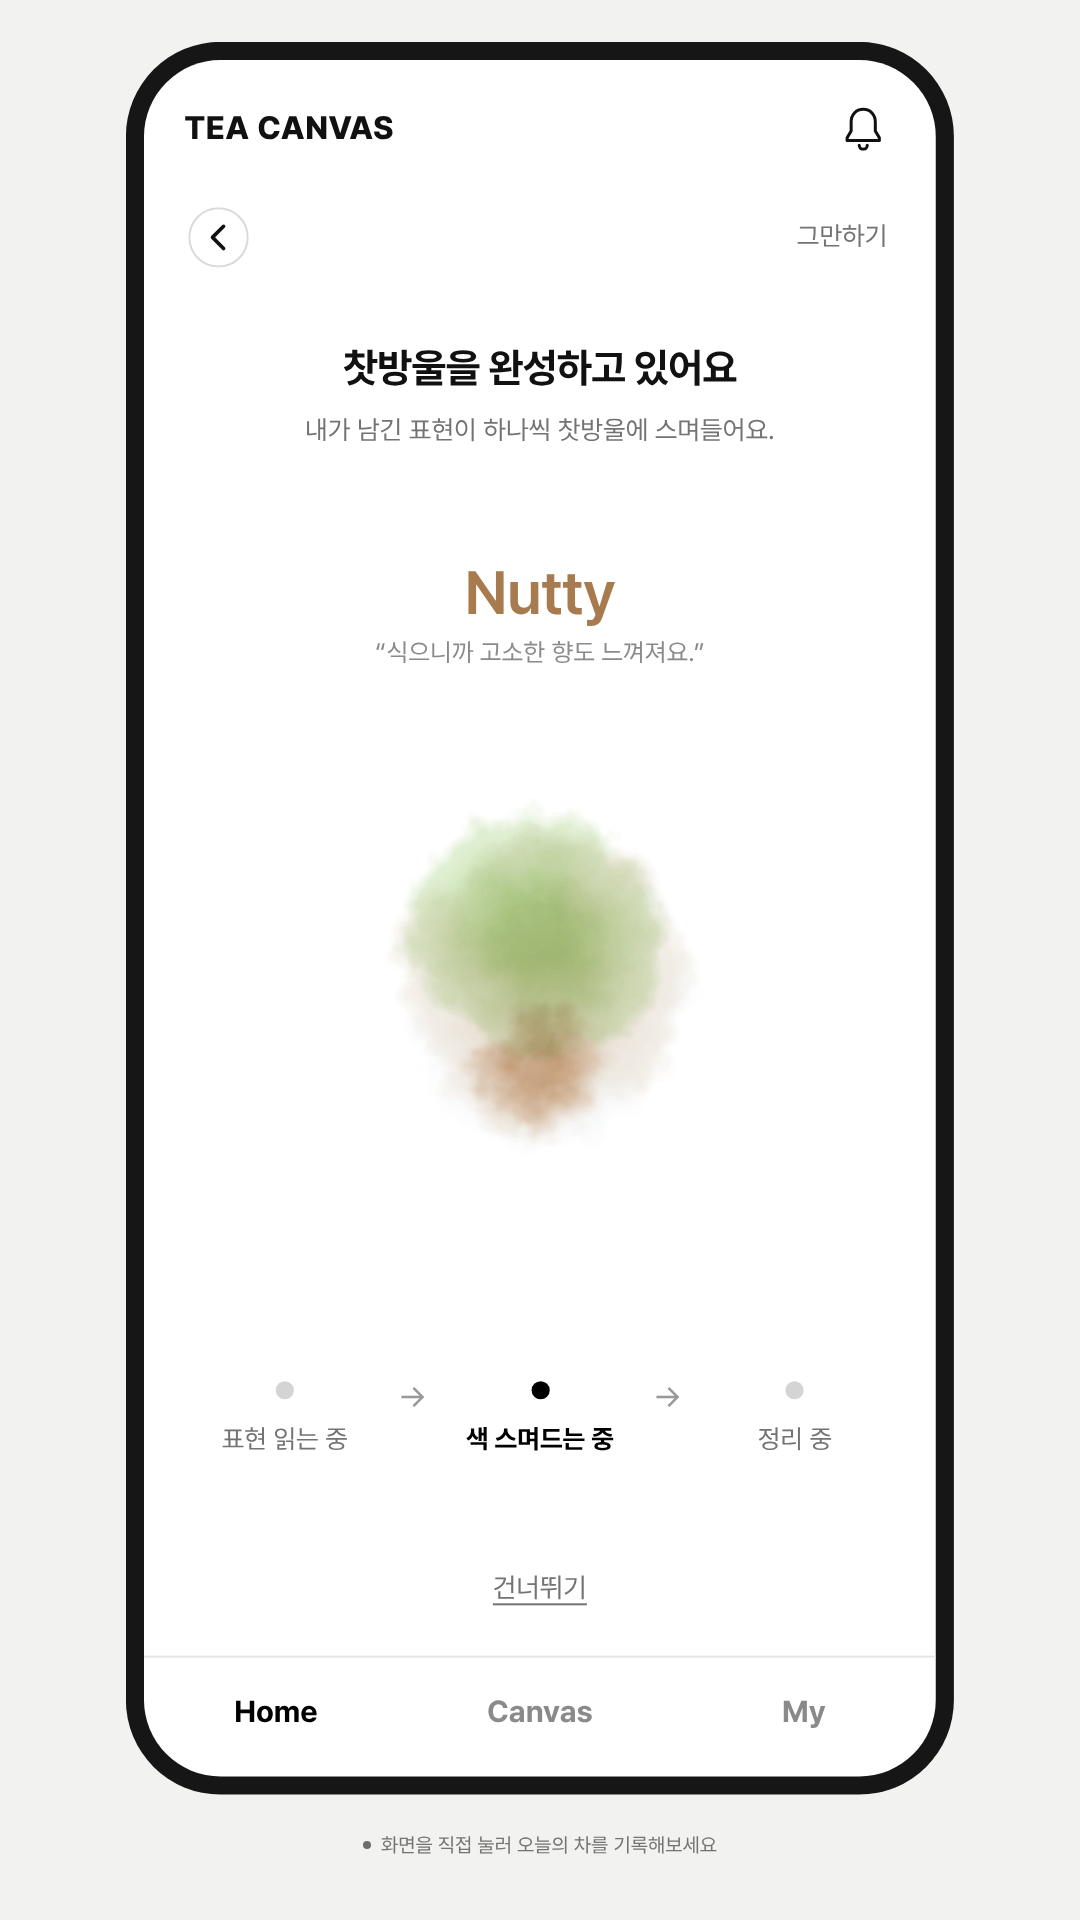 TEA CANVAS
그만하기
찻방울을 완성하고 있어요
내가 남긴 표현이 하나씩 찻방울에 스며들어요.
Nutty
“식으니까 고소한 향도 느껴져요.”
표현 읽는 중 → 색 스며드는 중 → 정리 중
건너뛰기
Home Canvas My
• 화면을 직접 눌러 오늘의 차를 기록해보세요